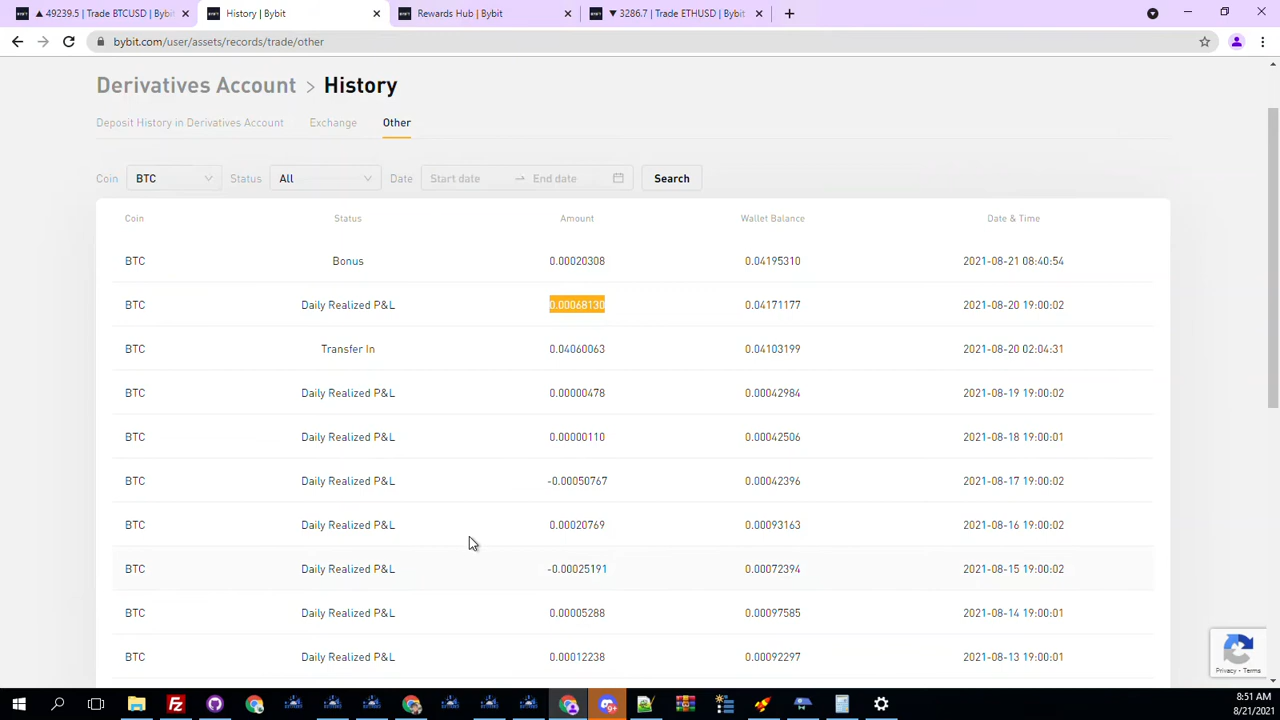 ▲ 49239.5 | Trade BTCUSD | Bybit
History | Bybit
Rewards Hub | Bybit
▼ 3286.7 | Trade ETHUSD | Bybit
bybit.com/user/assets/records/trade/other
Derivatives Account > History
Deposit History in Derivatives Account Exchange Other
Coin BTC Status All Date Start date → End date Search
Coin Status Amount Wallet Balance Date & Time
BTC Bonus 0.00020308 0.04195310 2021-08-21 08:40:54
BTC Daily Realized P&L 0.00068130 0.04171177 2021-08-20 19:00:02
BTC Transfer In 0.04060063 0.04103199 2021-08-20 02:04:31
BTC Daily Realized P&L 0.00000478 0.00042984 2021-08-19 19:00:02
BTC Daily Realized P&L 0.00000110 0.00042506 2021-08-18 19:00:01
BTC Daily Realized P&L -0.00050767 0.00042396 2021-08-17 19:00:02
BTC Daily Realized P&L 0.00020769 0.00093163 2021-08-16 19:00:02
BTC Daily Realized P&L -0.00025191 0.00072394 2021-08-15 19:00:02
BTC Daily Realized P&L 0.00005288 0.00097585 2021-08-14 19:00:01
BTC Daily Realized P&L 0.00012238 0.00092297 2021-08-13 19:00:01
Privacy - Terms
8:51 AM
8/21/2021